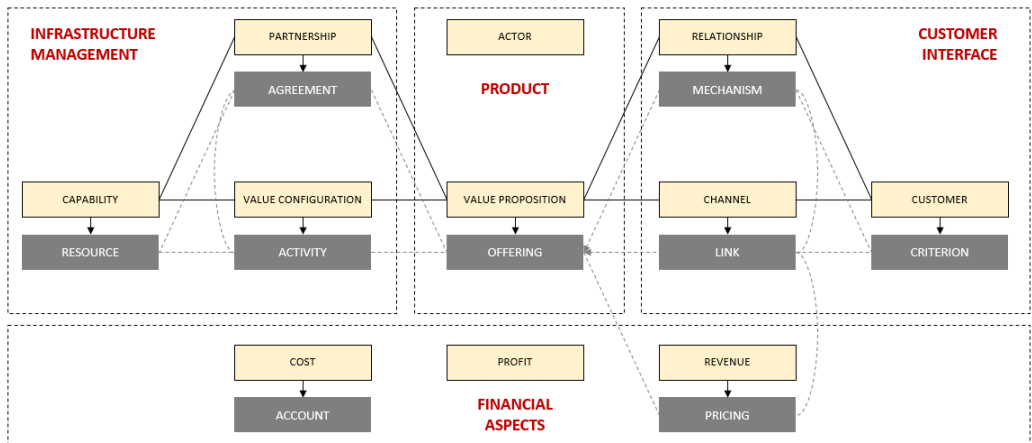 INFRASTRUCTURE
MANAGEMENT
PARTNERSHIP
AGREEMENT
CAPABILITY
RESOURCE
VALUE CONFIGURATION
ACTIVITY
ACTOR
PRODUCT
VALUE PROPOSITION
OFFERING
RELATIONSHIP
MECHANISM
CUSTOMER
INTERFACE
CHANNEL
LINK
CUSTOMER
CRITERION
COST
ACCOUNT
PROFIT
FINANCIAL
ASPECTS
REVENUE
PRICING